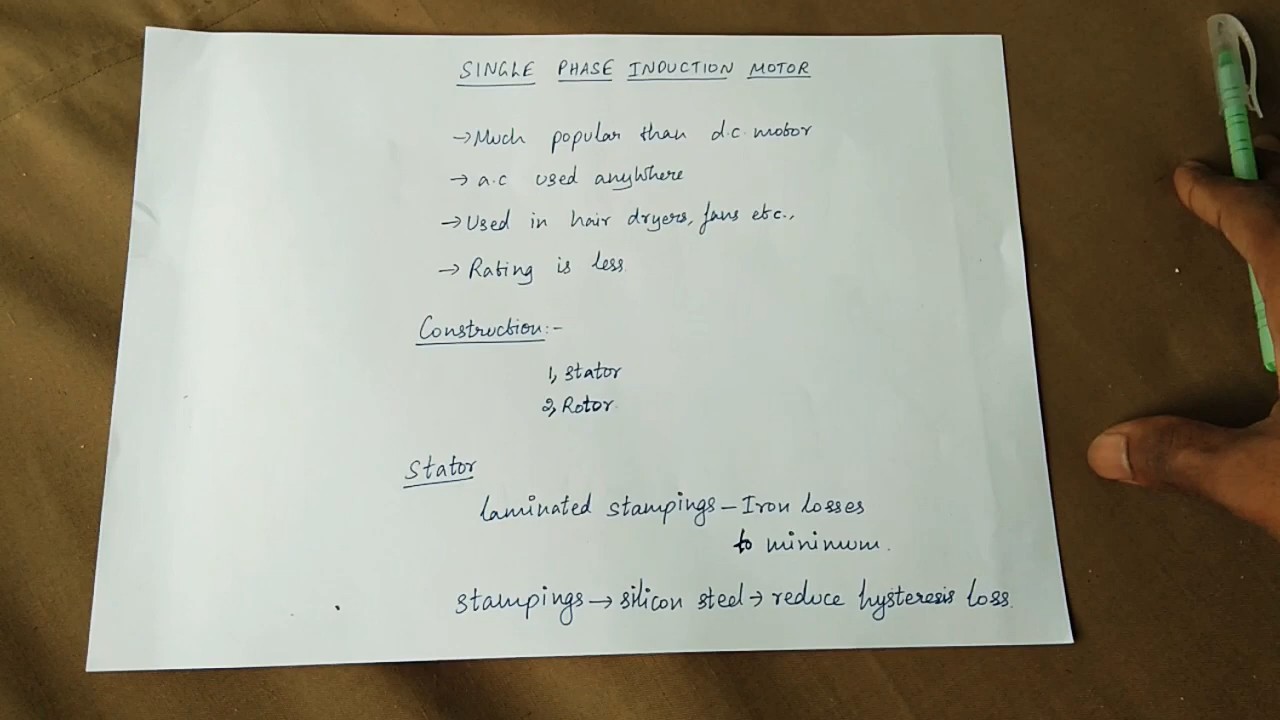 SINGLE PHASE INDUCTION MOTOR
→ Much popular than d.c. motor
→ a.c used anywhere
→ Used in hair dryers, fans etc.,
→ Rating is less.
Construction:-
1, Stator
2, Rotor.
Stator
Laminated stampings - Iron losses
to minimum.
Stampings → silicon steel → reduce hysteresis loss.